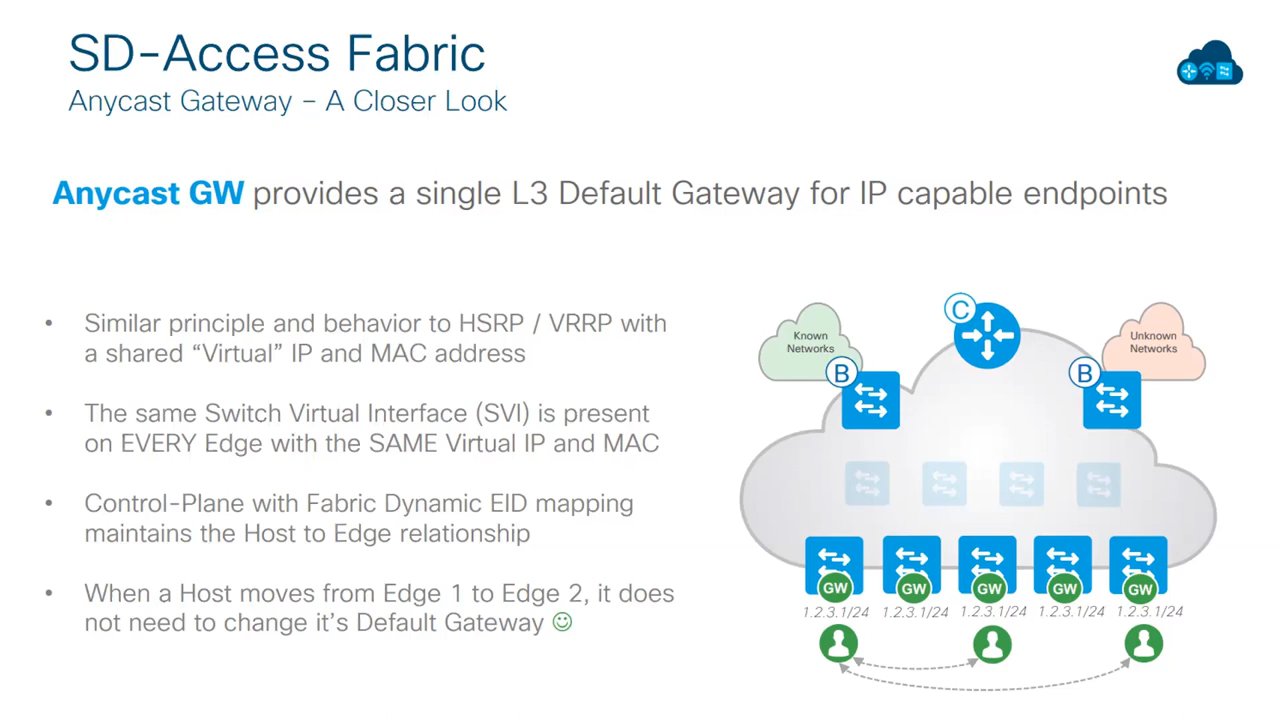 SD-Access Fabric
Anycast Gateway – A Closer Look
Anycast GW provides a single L3 Default Gateway for IP capable endpoints
• Similar principle and behavior to HSRP / VRRP with
a shared “Virtual” IP and MAC address
• The same Switch Virtual Interface (SVI) is present
on EVERY Edge with the SAME Virtual IP and MAC
• Control-Plane with Fabric Dynamic EID mapping
maintains the Host to Edge relationship
• When a Host moves from Edge 1 to Edge 2, it does
not need to change it’s Default Gateway ☺
C
Known
Networks
Unknown
Networks
B
B
GW
GW
GW
GW
GW
1.2.3.1/24
1.2.3.1/24
1.2.3.1/24
1.2.3.1/24
1.2.3.1/24